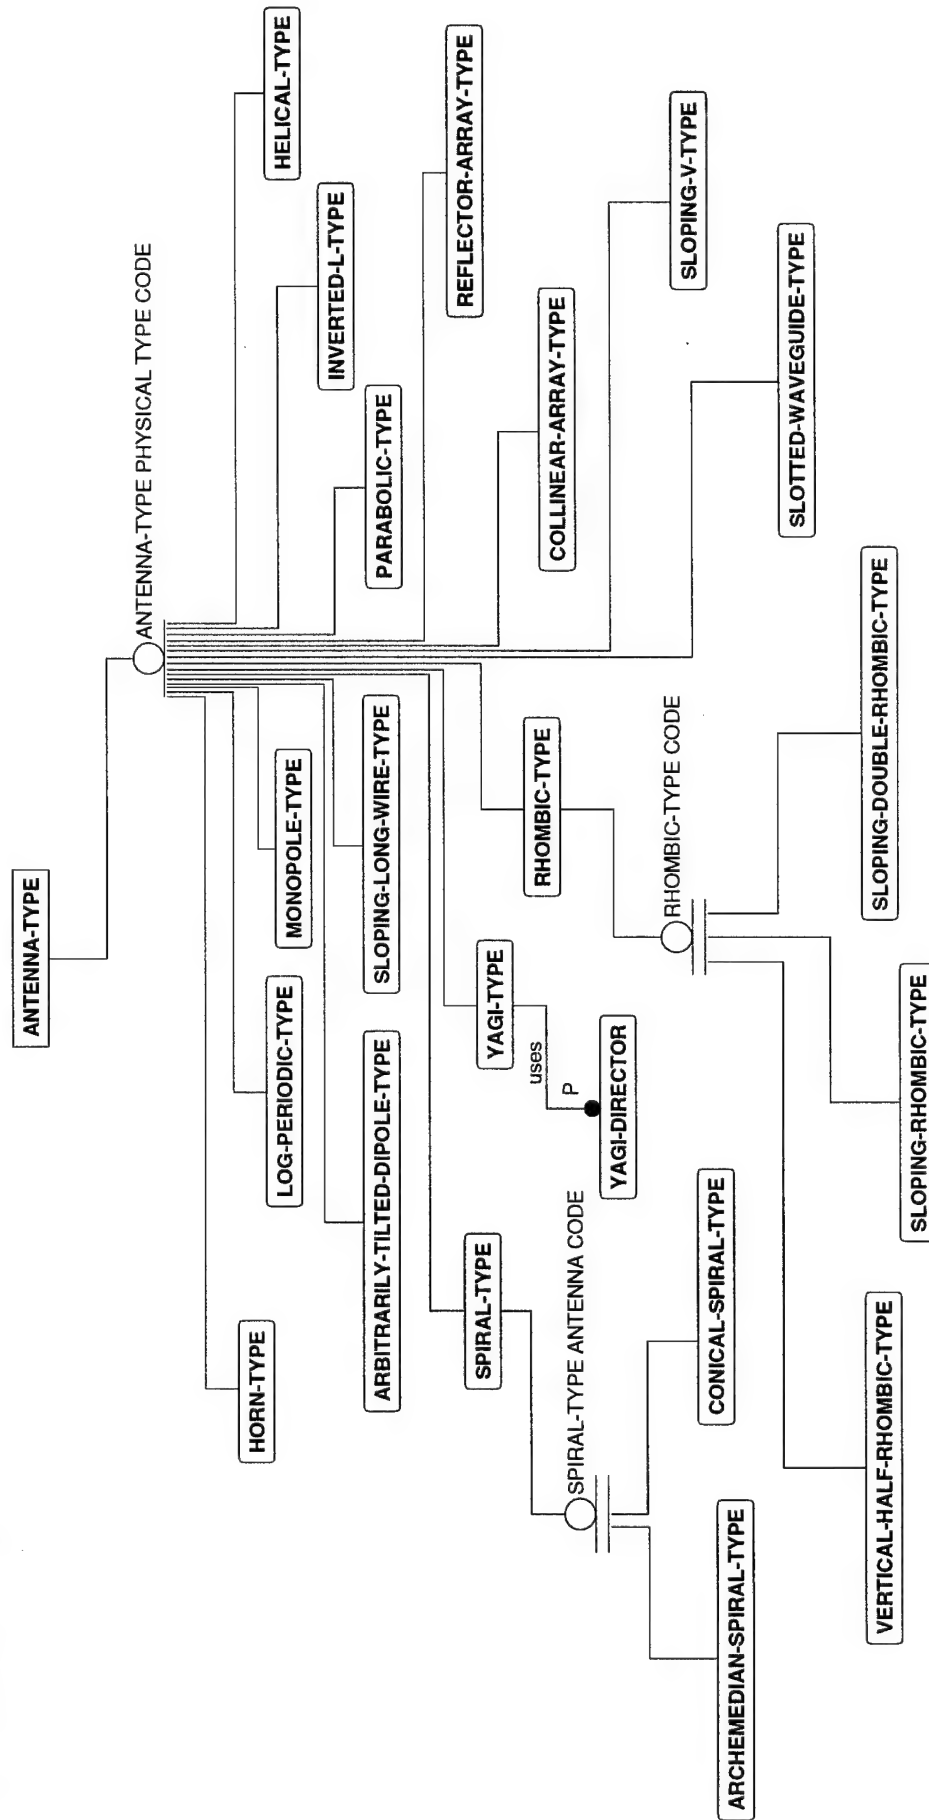 ANTENNA-TYPE
ANTENNA-TYPE PHYSICAL TYPE CODE
HORN-TYPE
LOG-PERIODIC-TYPE
MONOPOLE-TYPE
HELICAL-TYPE
INVERTED-L-TYPE
ARBITRARILY-TILTED-DIPOLE-TYPE
SLOPING-LONG-WIRE-TYPE
PARABOLIC-TYPE
REFLECTOR-ARRAY-TYPE
SPIRAL-TYPE
YAGI-TYPE
RHOMBIC-TYPE
COLLINEAR-ARRAY-TYPE
uses
P
SPIRAL-TYPE ANTENNA CODE
YAGI-DIRECTOR
RHOMBIC-TYPE CODE
SLOPING-V-TYPE
ARCHEMEDIAN-SPIRAL-TYPE
CONICAL-SPIRAL-TYPE
SLOTTED-WAVEGUIDE-TYPE
VERTICAL-HALF-RHOMBIC-TYPE
SLOPING-RHOMBIC-TYPE
SLOPING-DOUBLE-RHOMBIC-TYPE